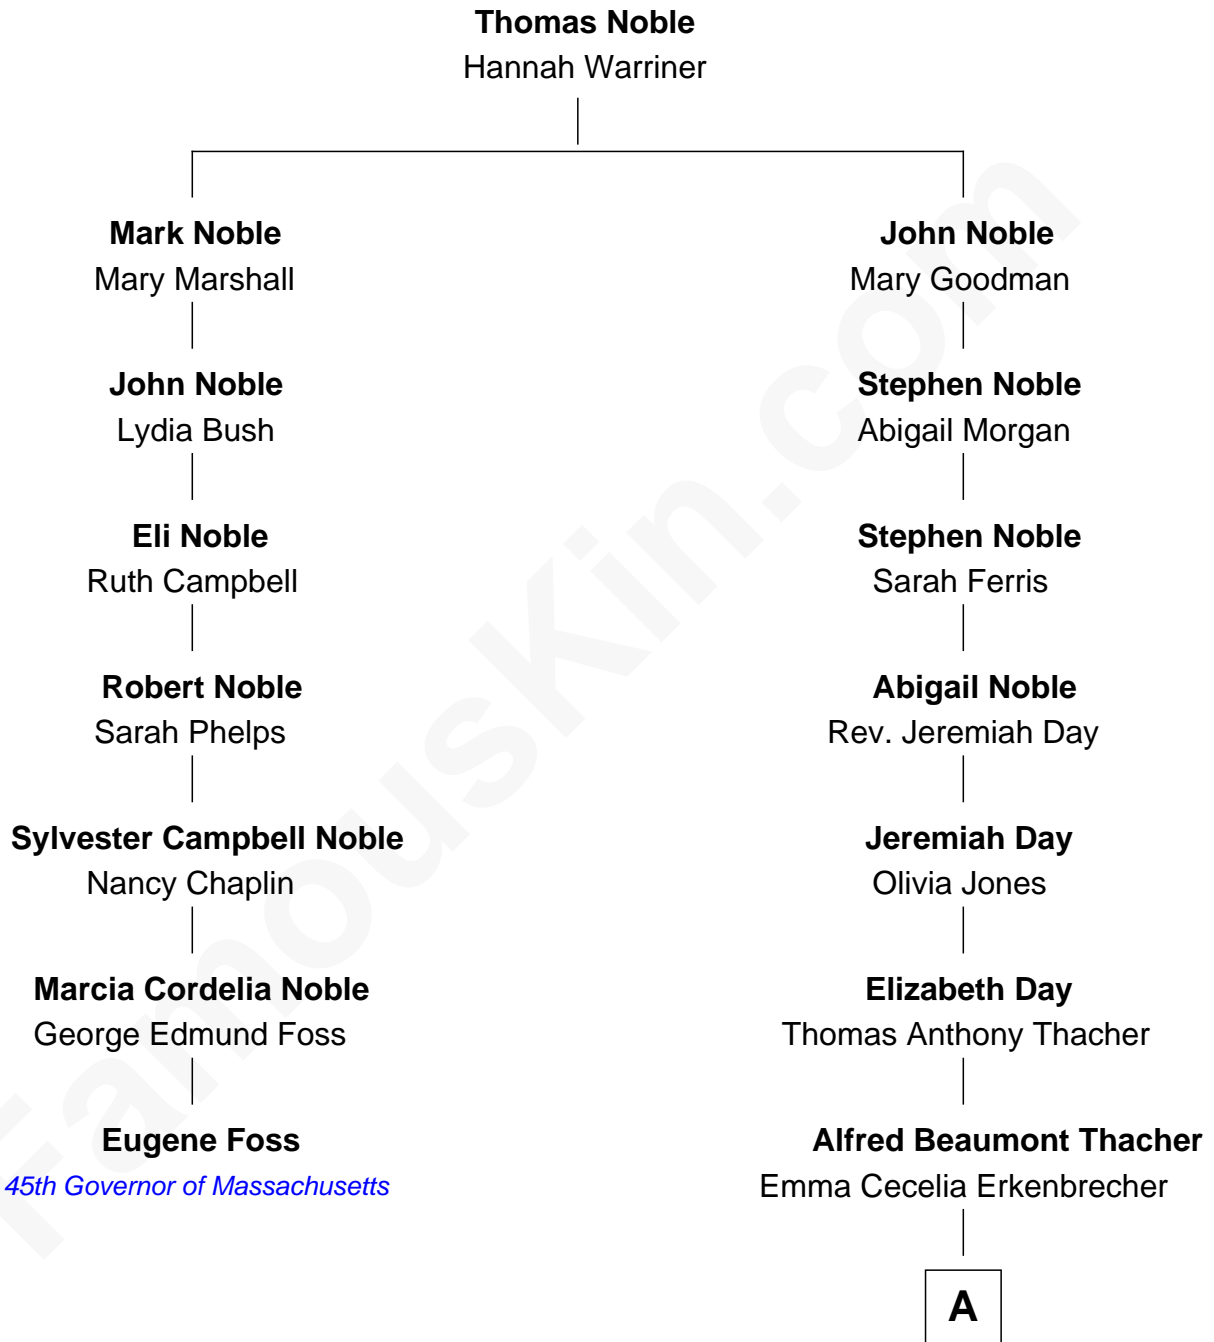 Thomas Noble
Hannah Warriner
Mark Noble
Mary Marshall
John Noble
Lydia Bush
Eli Noble
Ruth Campbell
Robert Noble
Sarah Phelps
Sylvester Campbell Noble
Nancy Chaplin
Marcia Cordelia Noble
George Edmund Foss
Eugene Foss
45th Governor of Massachusetts
John Noble
Mary Goodman
Stephen Noble
Abigail Morgan
Stephen Noble
Sarah Ferris
Abigail Noble
Rev. Jeremiah Day
Jeremiah Day
Olivia Jones
Elizabeth Day
Thomas Anthony Thacher
Alfred Beaumont Thacher
Emma Cecelia Erkenbrecher
A
FamousKin.com